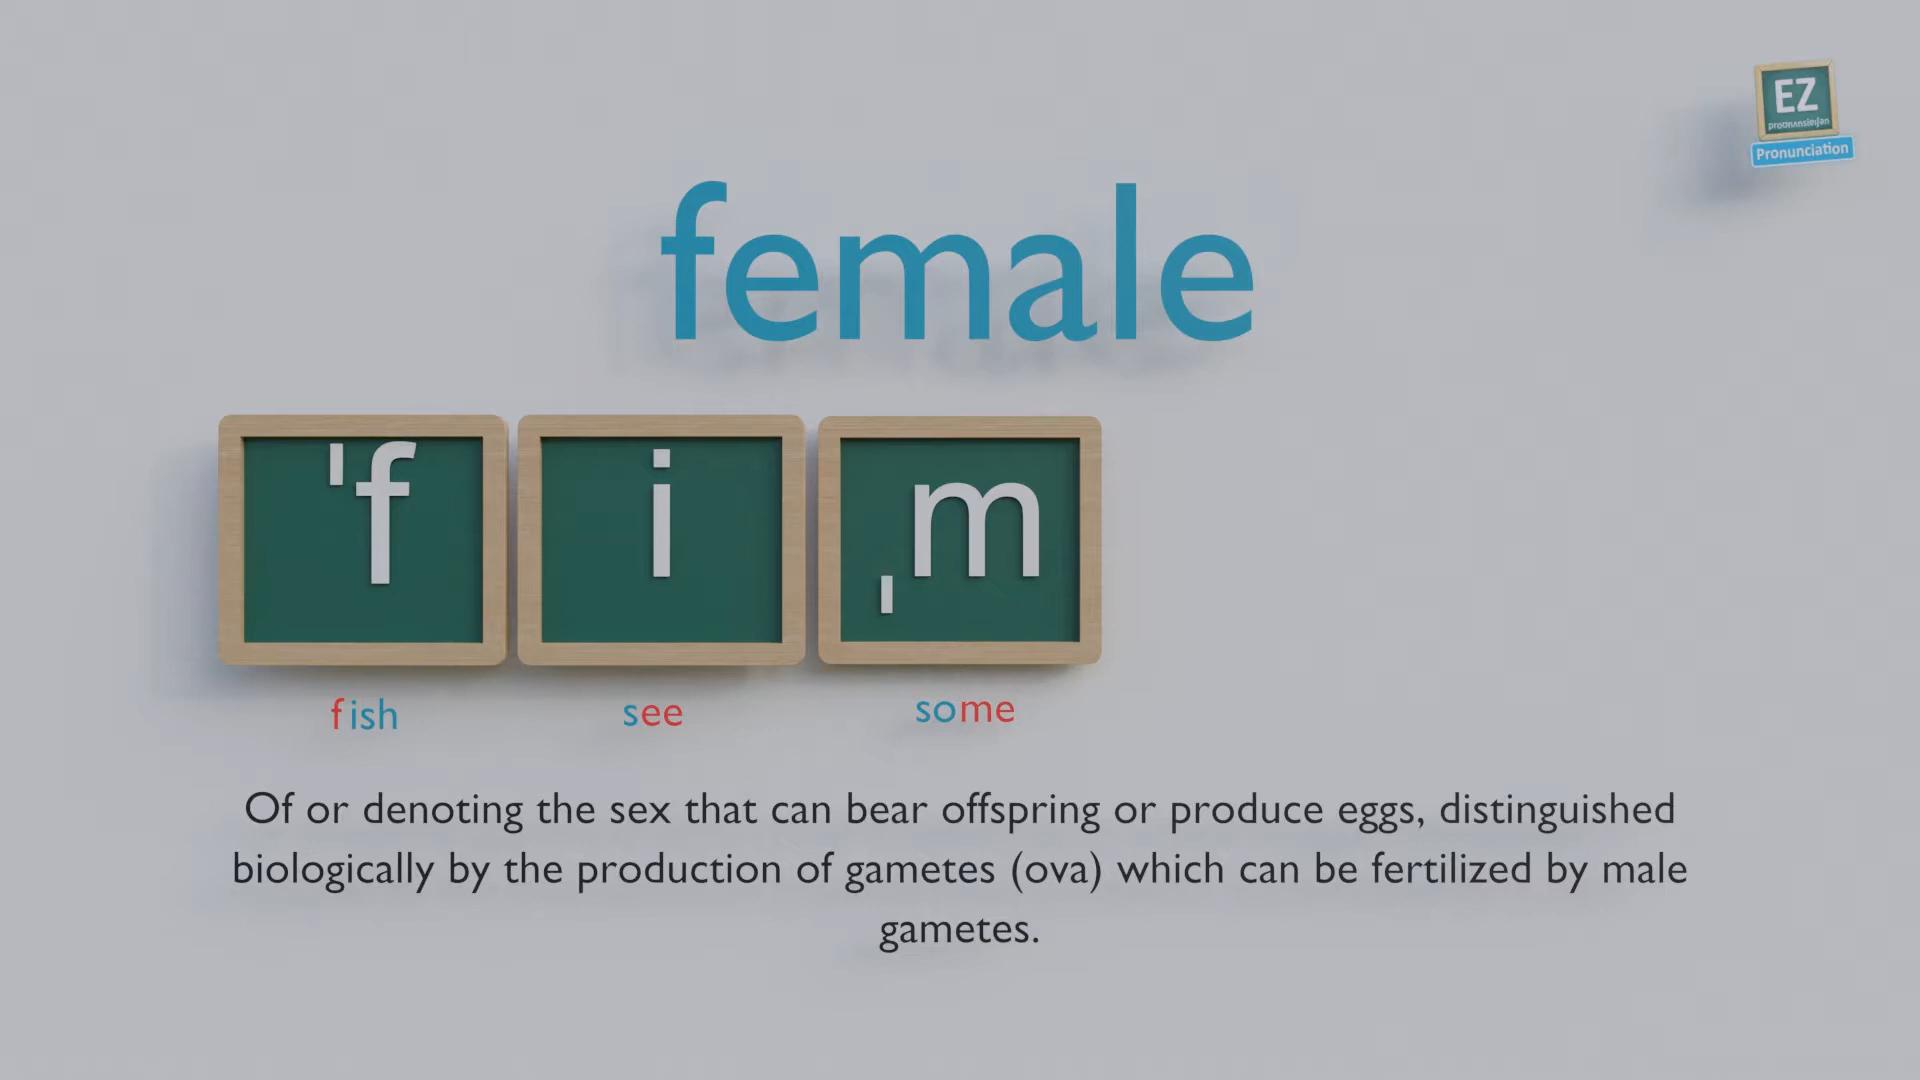 EZ
Pronunciation
female
ˈf
i
ˌm
fish
see
some
Of or denoting the sex that can bear offspring or produce eggs, distinguished
biologically by the production of gametes (ova) which can be fertilized by male
gametes.